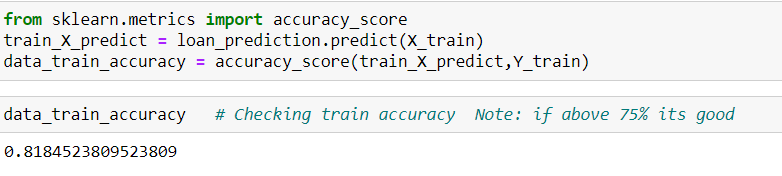 from sklearn.metrics import accuracy_score
train_X_predict = loan_prediction.predict(X_train)
data_train_accuracy = accuracy_score(train_X_predict,Y_train)
data_train_accuracy   # Checking train accuracy  Note: if above 75% its good
0.8184523809523809